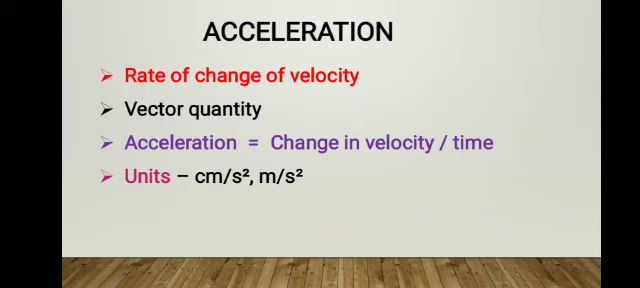 ACCELERATION
➢ Rate of change of velocity
➢ Vector quantity
➢ Acceleration = Change in velocity / time
➢ Units – cm/s², m/s²